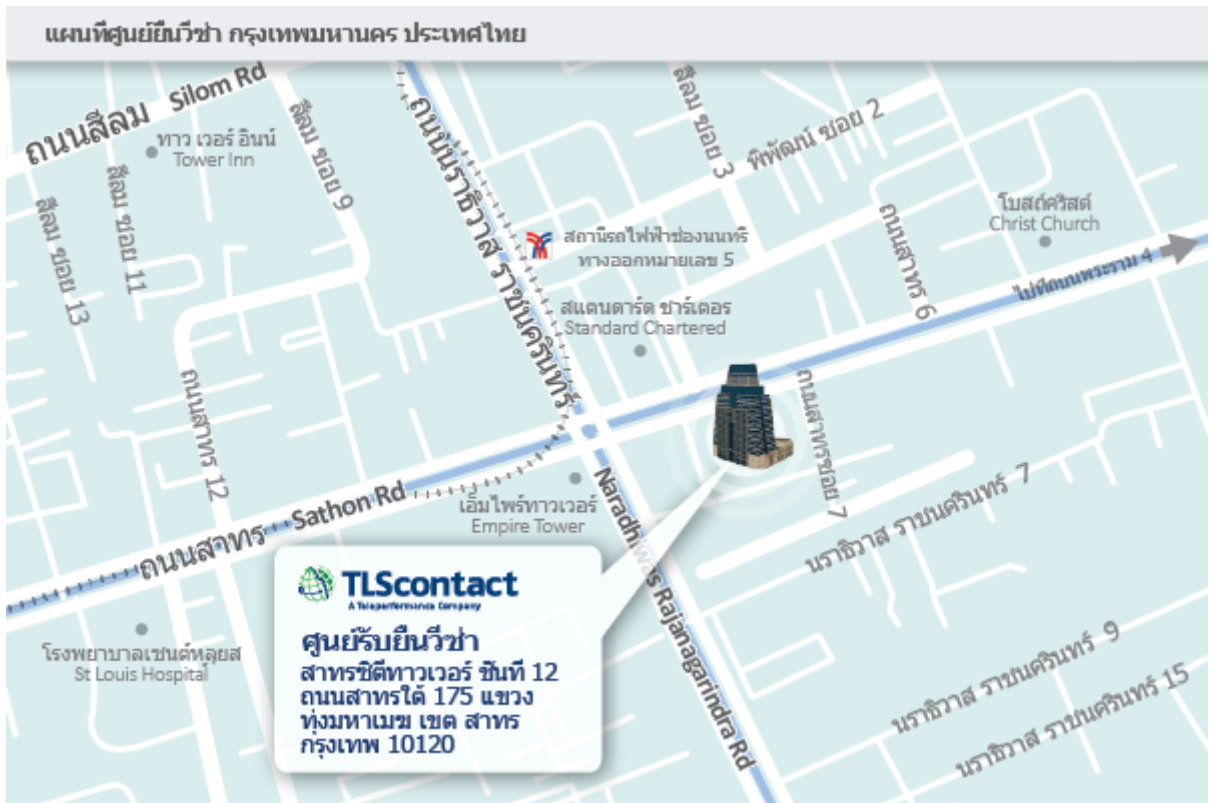 แผนที่ศูนย์ยื่นวีซ่า กรุงเทพมหานคร ประเทศไทย
ถนนสีลม Silom Rd
ทาว เวอร์ อินน์
Tower Inn
สีลม ซอย 9
สีลม ซอย 11
สีลม ซอย 13
ถนนนราธิวาส ราชนครินทร์
สีลม ซอย 3
พิพัฒน์ ซอย 2
โบสถ์คริสต์
Christ Church
สถานีรถไฟฟ้าช่องนนทรี
ทางออกหมายเลข 5
ถนนสาทร 6
ไปที่ถนนพระราม 4
สแตนดาร์ด ชาร์เตอร
Standard Chartered
ถนนสาทร 12
ถนนสาทรซอย 7
เอ็มไพร์ทาวเวอร์
Empire Tower
ถนนสาทร Sathon Rd
Naradhiwas Rajanagarindra Rd
นราธิวาส ราชนครินทร์ 7
นราธิวาส ราชนครินทร์ 9
นราธิวาส ราชนครินทร์ 15
โรงพยาบาลเซนต์หลุยส
St Louis Hospital
TLScontact
A Teleperformance Company
ศูนย์รับยื่นวีซ่า
สาทรซิตีทาวเวอร์ ชั้นที่ 12
ถนนสาทรใต้ 175 แขวง
ทุ่งมหาเมฆ เขต สาทร
กรุงเทพ 10120